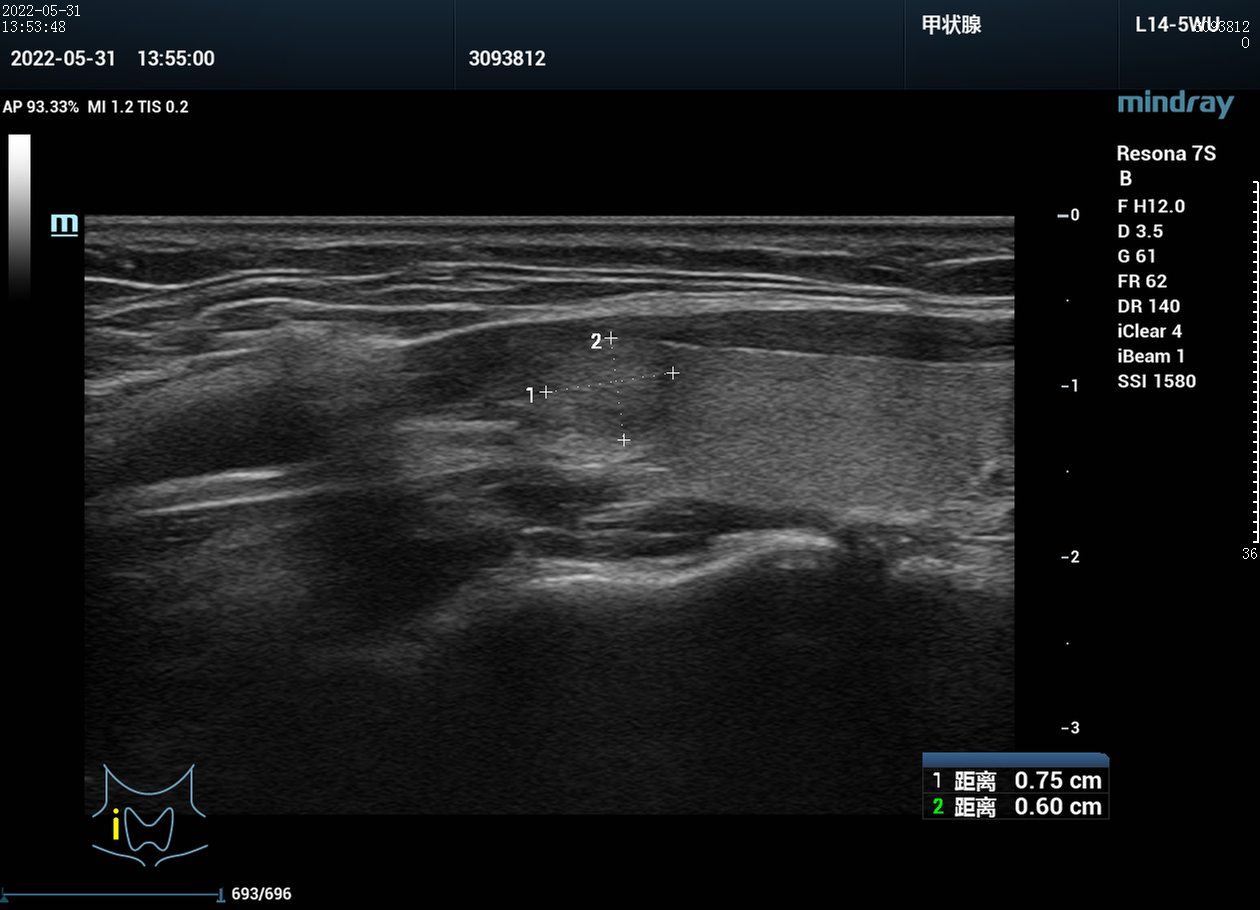 2022-05-31
13:53:48
2022-05-31 13:55:00
3093812
甲状腺
L14-5WU
3093812
0
AP 93.33% MI 1.2 TIS 0.2
mindray
Resona 7S
B
F H12.0
D 3.5
G 61
FR 62
DR 140
iClear 4
iBeam 1
SSI 1580
m
0
1
2
3
2
1
36
1 距离 0.75 cm
2 距离 0.60 cm
i
693/696